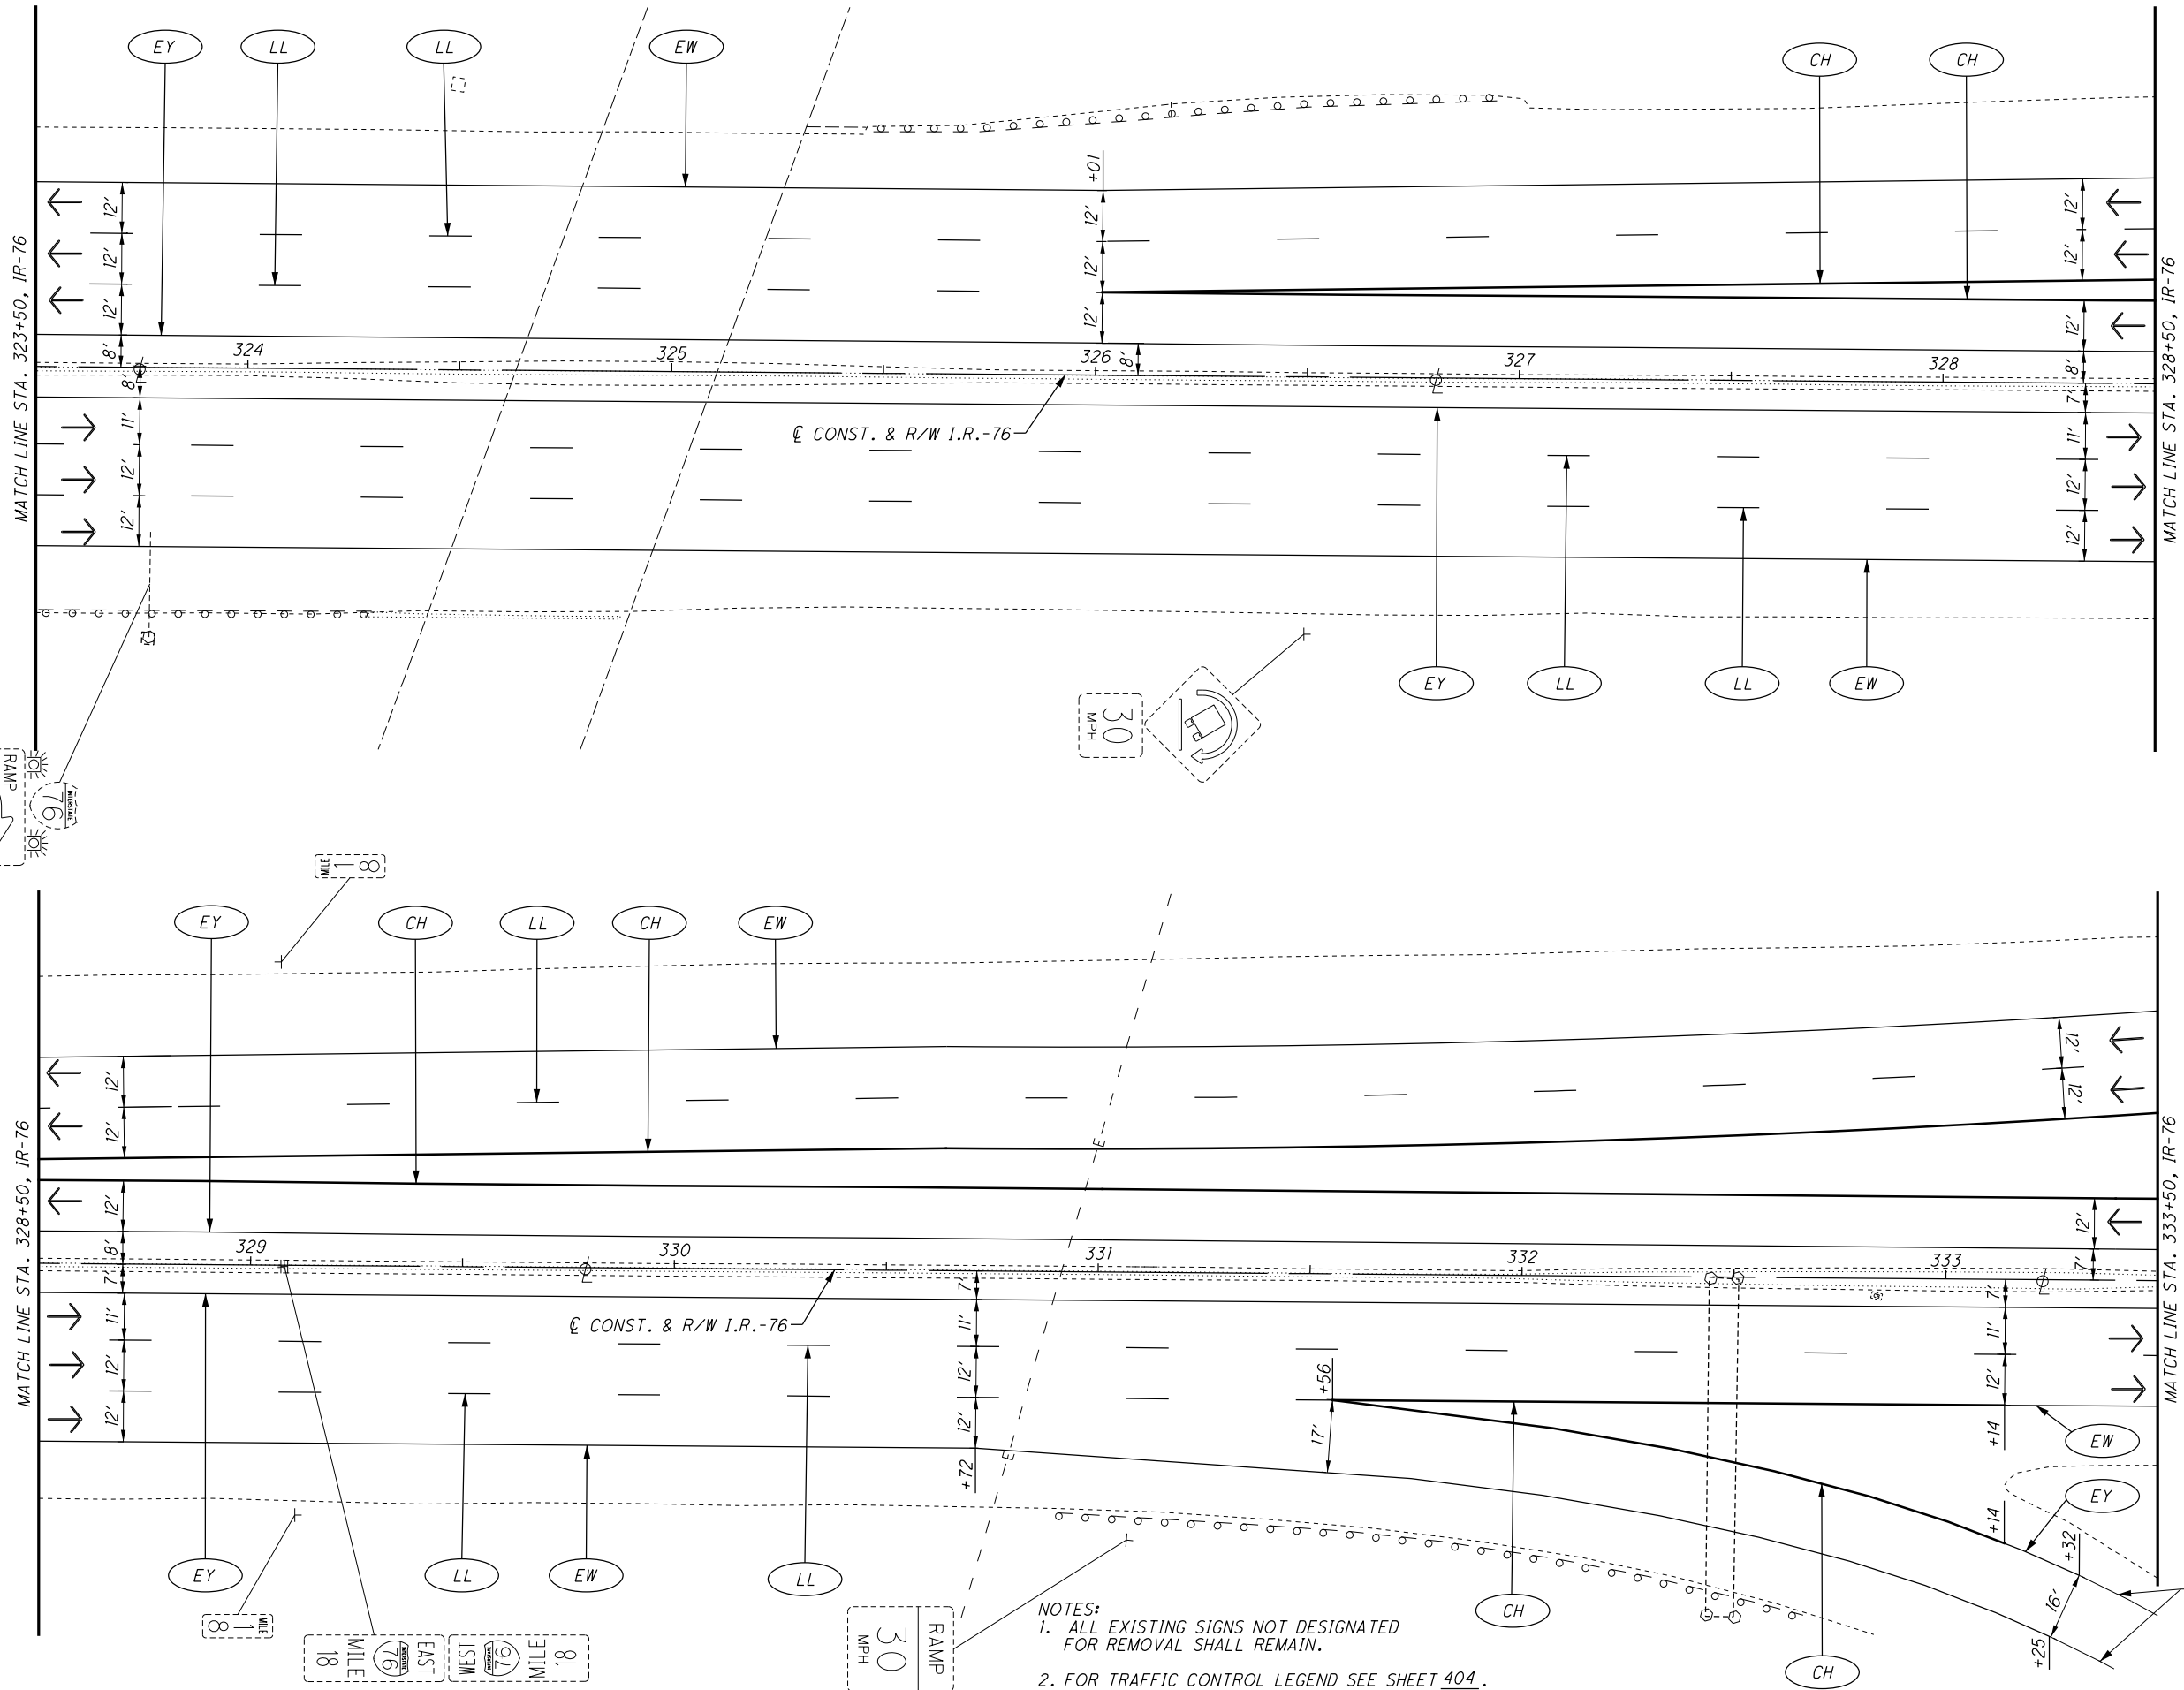 EY
LL
LL
EW
CH
CH
+01
12'
12'
12'
12'
12'
12'
12'
12'
12'
8'
324
325
326
327
328
8'
8'
8'
7'
11'
12'
12'
11'
12'
12'
℄ CONST. & R/W I.R.-76
MATCH LINE STA. 323+50, IR-76
MATCH LINE STA. 328+50, IR-76
EY
LL
LL
EW
30
MPH
RAMP
INTERSTATE
76
MILE
18
EY
CH
LL
CH
EW
12'
12'
12'
12'
12'
12'
8'
329
330
331
332
333
7'
7'
7'
7'
11'
12'
12'
11'
12'
12'
11'
12'
℄ CONST. & R/W I.R.-76
MATCH LINE STA. 328+50, IR-76
MATCH LINE STA. 333+50, IR-76
+56
17'
+72
+14
EW
EY
+14
+32
16'
+25
EY
LL
EW
LL
CH
CH
MILE
18
EAST
INTERSTATE
76
MILE
18
WEST
INTERSTATE
76
MILE
18
RAMP
30
MPH
NOTES:
1. ALL EXISTING SIGNS NOT DESIGNATED
FOR REMOVAL SHALL REMAIN.
2. FOR TRAFFIC CONTROL LEGEND SEE SHEET 404.